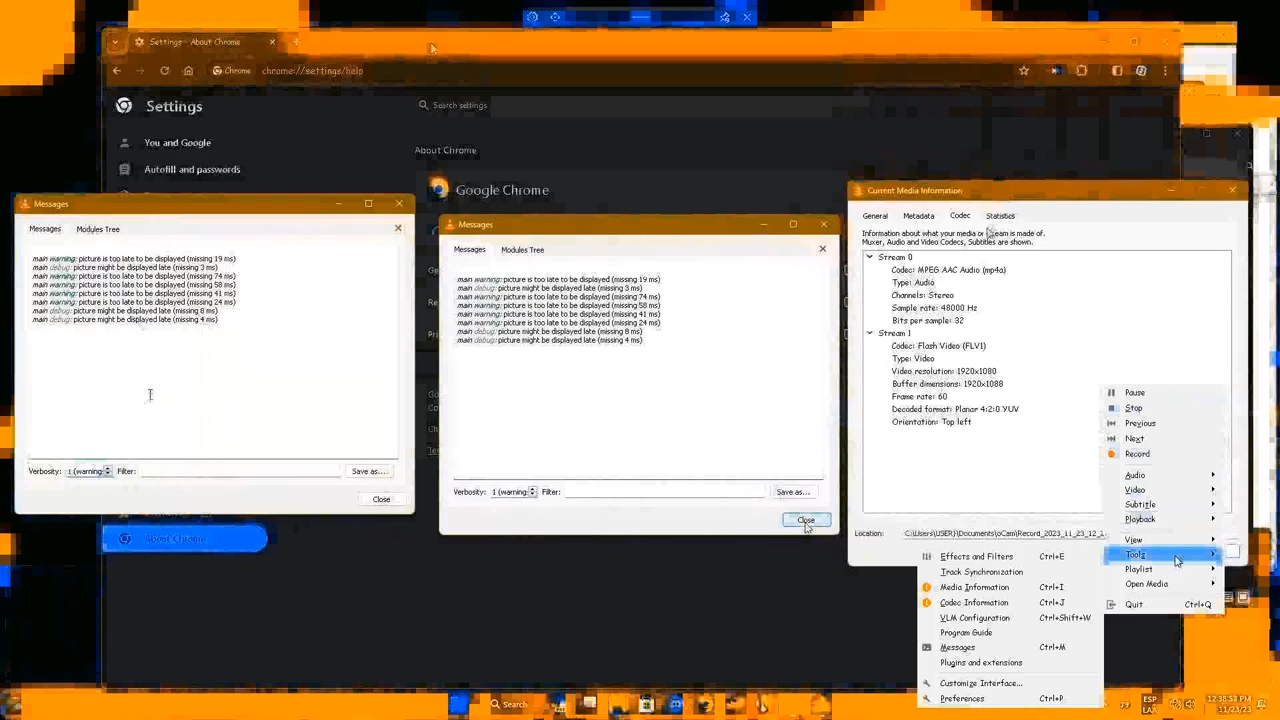 Settings - About Chrome
Chrome
chrome://settings/help
Settings
Search settings
You and Google
Autofill and passwords
About Chrome
Google Chrome
About Chrome
Messages
Messages
Modules Tree
main warning: picture is too late to be displayed (missing 19 ms)
main debug: picture might be displayed late (missing 3 ms)
main warning: picture is too late to be displayed (missing 74 ms)
main warning: picture is too late to be displayed (missing 58 ms)
main warning: picture is too late to be displayed (missing 41 ms)
main warning: picture is too late to be displayed (missing 24 ms)
main debug: picture might be displayed late (missing 8 ms)
main debug: picture might be displayed late (missing 4 ms)
Verbosity:
1 (warning
Filter:
Save as...
Close
Messages
Messages
Modules Tree
main warning: picture is too late to be displayed (missing 19 ms)
main debug: picture might be displayed late (missing 3 ms)
main warning: picture is too late to be displayed (missing 74 ms)
main warning: picture is too late to be displayed (missing 58 ms)
main warning: picture is too late to be displayed (missing 41 ms)
main warning: picture is too late to be displayed (missing 24 ms)
main debug: picture might be displayed late (missing 8 ms)
main debug: picture might be displayed late (missing 4 ms)
Verbosity:
1 (warning
Filter:
Save as...
Close
Current Media Information
General
Metadata
Codec
Statistics
Information about what your media or stream is made of.
Muxer, Audio and Video Codecs, Subtitles are shown.
Stream 0
Codec: MPEG AAC Audio (mp4a)
Type: Audio
Channels: Stereo
Sample rate: 48000 Hz
Bits per sample: 32
Stream 1
Codec: Flash Video (FLV1)
Type: Video
Video resolution: 1920x1080
Buffer dimensions: 1920x1088
Frame rate: 60
Decoded format: Planar 4:2:0 YUV
Orientation: Top left
Location:
C:\Users\USER}\Documents\oCam\Record_2023_11_23_12_
Pause
Stop
Previous
Next
Record
Audio
Video
Subtitle
Playback
View
Tools
Playlist
Open Media
Quit Ctrl+Q
Effects and Filters Ctrl+E
Track Synchronization
Media Information Ctrl+I
Codec Information Ctrl+J
VLM Configuration Ctrl+Shift+W
Program Guide
Messages Ctrl+M
Plugins and extensions
Customize Interface...
Preferences Ctrl+P
Search
ESP
LAA
12:38:53 PM
11/23/23